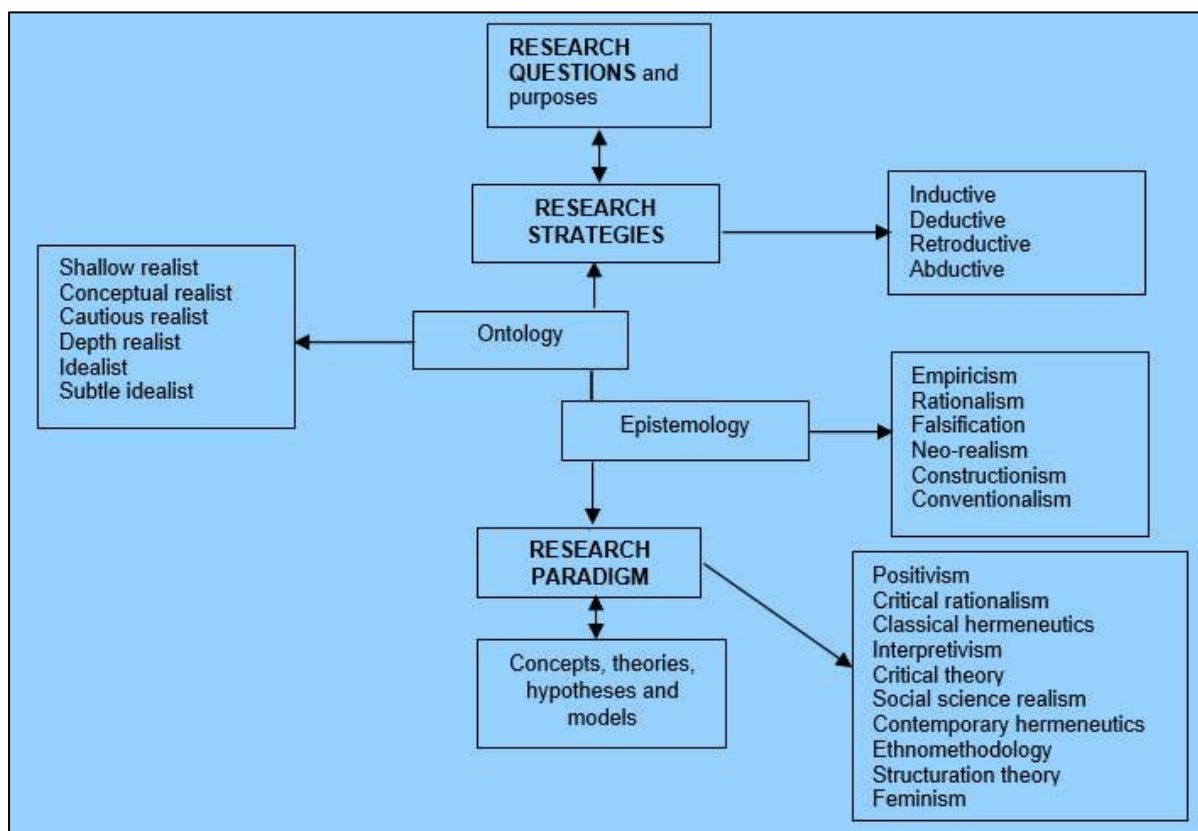 RESEARCH
QUESTIONS and
purposes
RESEARCH
STRATEGIES
Inductive
Deductive
Retroductive
Abductive
Shallow realist
Conceptual realist
Cautious realist
Depth realist
Idealist
Subtle idealist
Ontology
Epistemology
Empiricism
Rationalism
Falsification
Neo-realism
Constructionism
Conventionalism
RESEARCH
PARADIGM
Positivism
Critical rationalism
Classical hermeneutics
Interpretivism
Critical theory
Social science realism
Contemporary hermeneutics
Ethnomethodology
Structuration theory
Feminism
Concepts, theories,
hypotheses and
models